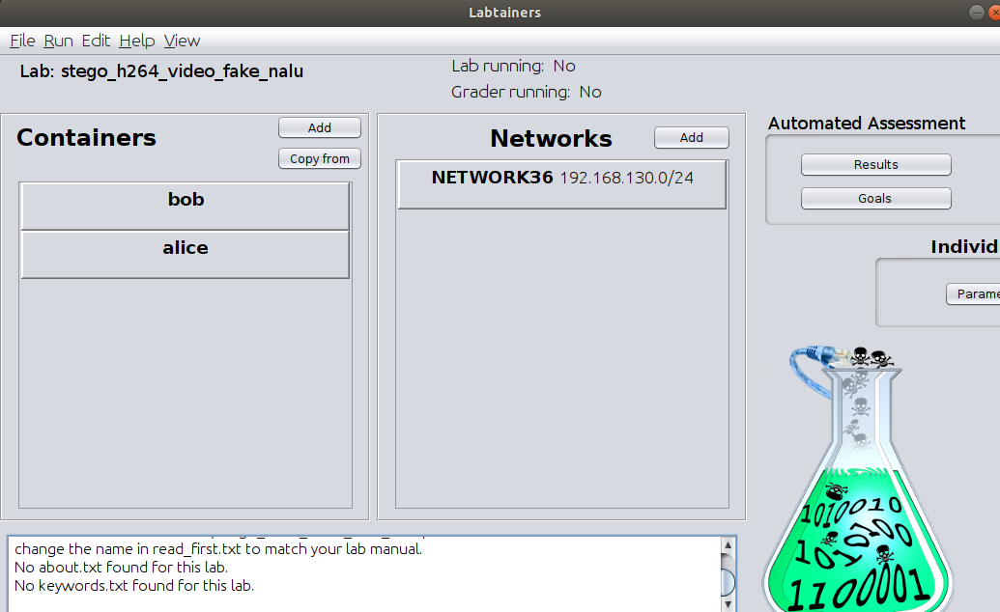 Labtainers
File Run Edit Help View
Lab: stego_h264_video_fake_nalu
Lab running: No
Grader running: No
Containers
Add
Copy from
bob
alice
Networks
Add
NETWORK36 192.168.130.0/24
Automated Assessment
Results
Goals
Individ
Parame
1010010
1010100
1100001
change the name in read_first.txt to match your lab manual.
No about.txt found for this lab.
No keywords.txt found for this lab.